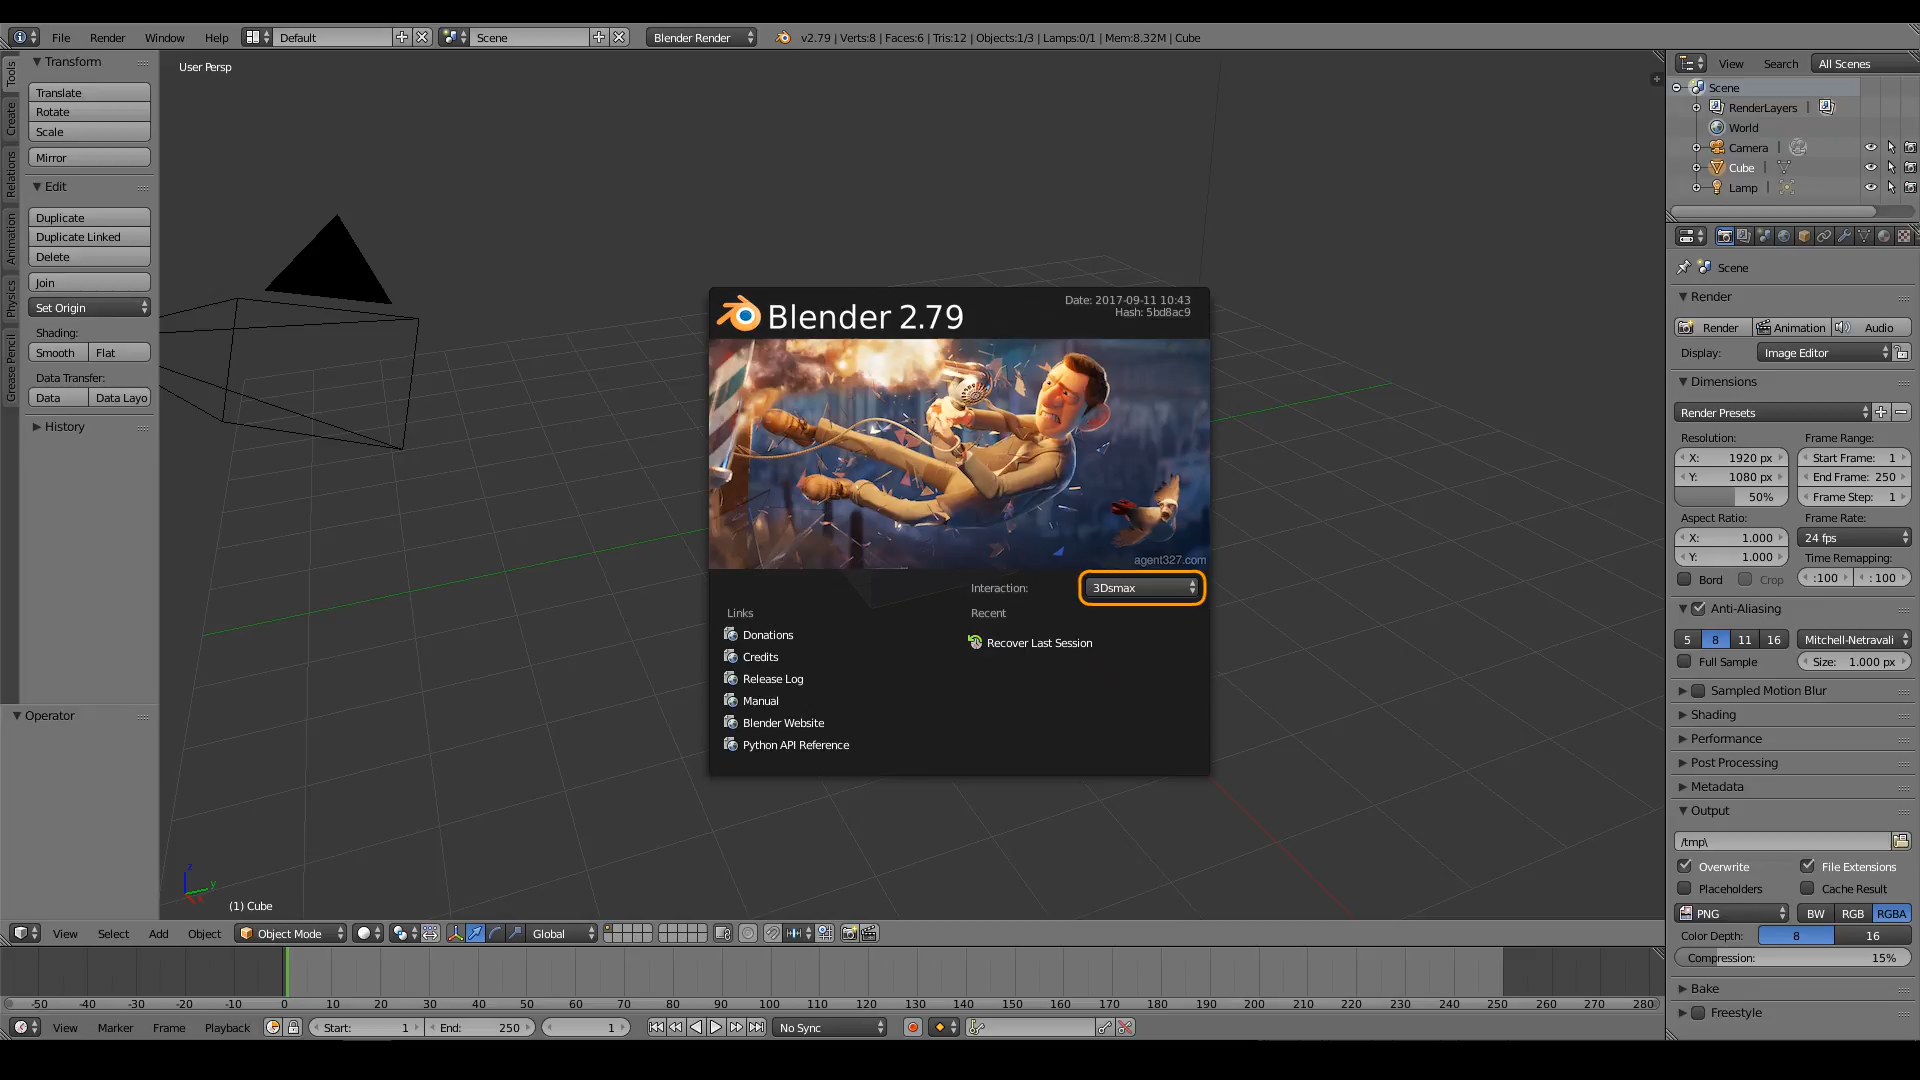 File Render Window Help Default Scene Blender Render v2.79 | Verts:8 | Faces:6 | Tris:12 | Objects:1/3 | Lamps:0/1 | Mem:8.32M | Cube
Tools
Create
Relations
Animation
Physics
Grease Pencil
Transform
Translate
Rotate
Scale
Mirror
Edit
Duplicate
Duplicate Linked
Delete
Join
Set Origin
Shading:
Smooth Flat
Data Transfer:
Data Data Layo
History
Operator
User Persp
Blender 2.79
Date: 2017-09-11 10:43
Hash: 5bd8ac9
agent327.com
Interaction: 3Dsmax
Links
Donations
Credits
Release Log
Manual
Blender Website
Python API Reference
Recent
Recover Last Session
z
y
x
(1) Cube
View Select Add Object Object Mode Global
-50 -40 -30 -20 -10 0 10 20 30 40 50 60 70 80 90 100 110 120 130 140 150 160 170 180 190 200 210 220 230 240 250 260 270 280
View Marker Frame Playback Start: 1 End: 250 1 No Sync
View Search All Scenes
Scene
RenderLayers |
World
Camera |
Cube |
Lamp |
Scene
Render
Render Animation Audio
Display: Image Editor
Dimensions
Render Presets
Resolution: Frame Range:
X: 1920 px Start Frame: 1
Y: 1080 px End Frame: 250
50% Frame Step: 1
Aspect Ratio: Frame Rate:
X: 1.000 24 fps
Y: 1.000 Time Remapping:
Bord Crop :100 : 100
Anti-Aliasing
5 8 11 16 Mitchell-Netravali
Full Sample Size: 1.000 px
Sampled Motion Blur
Shading
Performance
Post Processing
Metadata
Output
/tmp\
Overwrite File Extensions
Placeholders Cache Result
PNG BW RGB RGBA
Color Depth: 8 16
Compression: 15%
Bake
Freestyle